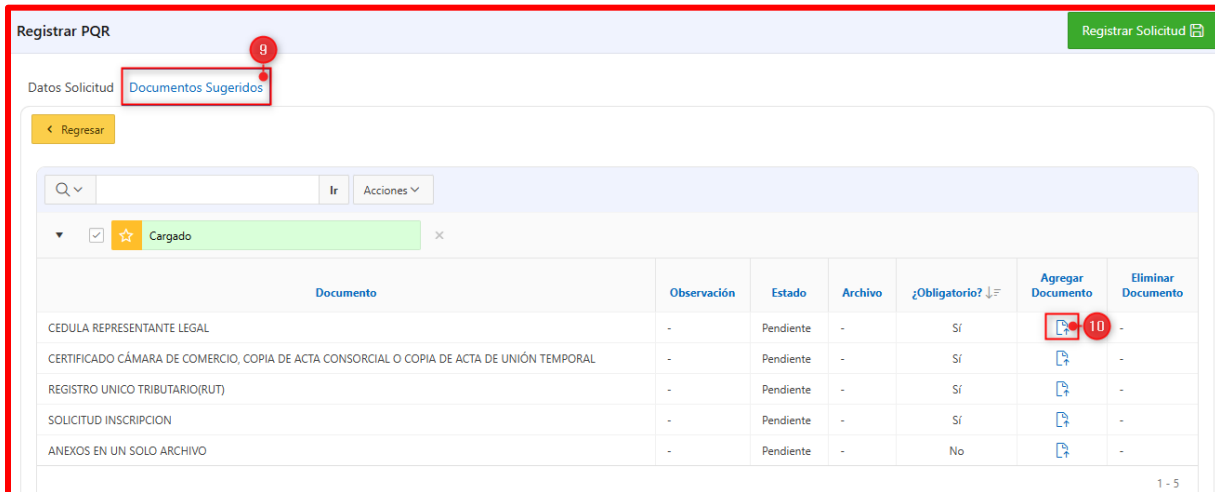 Registrar PQR
Registrar Solicitud
9
Datos Solicitud Documentos Sugeridos
Regresar
Ir Acciones
Cargado
Documento Observación Estado Archivo ¿Obligatorio? Agregar Documento Eliminar Documento
CEDULA REPRESENTANTE LEGAL - Pendiente - Sí 10 -
CERTIFICADO CÁMARA DE COMERCIO, COPIA DE ACTA CONSORCIAL O COPIA DE ACTA DE UNIÓN TEMPORAL - Pendiente - Sí -
REGISTRO UNICO TRIBUTARIO(RUT) - Pendiente - Sí -
SOLICITUD INSCRIPCION - Pendiente - Sí -
ANEXOS EN UN SOLO ARCHIVO - Pendiente - No -
1 - 5